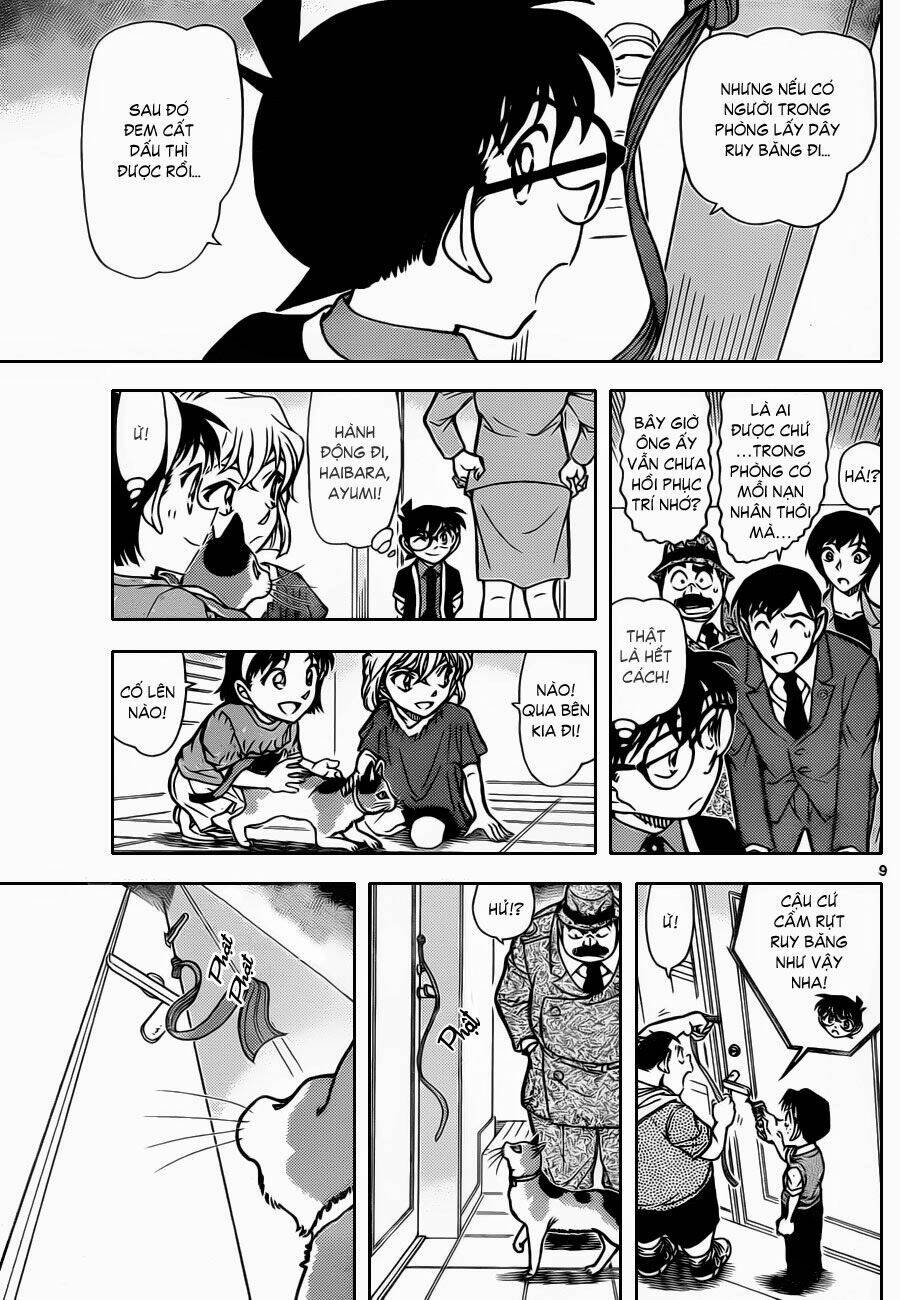 NHƯNG NẾU CÓ
NGƯỜI TRONG
PHÒNG LẤY DÂY
RUY BĂNG ĐI...
SAU ĐÓ
ĐEM CẤT
DẤU THÌ
ĐƯỢC RỒI...
HÁ!?
LÀ AI
ĐƯỢC CHỨ
...TRONG
PHÒNG CÓ
MỖI NẠN
NHÂN THÔI
MÀ...
BÂY GIỜ
ÔNG ẤY
VẪN CHƯA
HỒI PHỤC
TRÍ NHỚ?
THẬT
LÀ HẾT
CÁCH!
HÀNH
ĐỘNG ĐI,
HAIBARA,
AYUMI!
Ừ!
NÀO!
QUA BÊN
KIA ĐI!
CỐ LÊN
NÀO!
9
CẬU CỨ
CẦM RỤT
RUY BĂNG
NHƯ VẬY
NHA!
Ừ!
2
HỬ!?
Phật
Phật
Phật